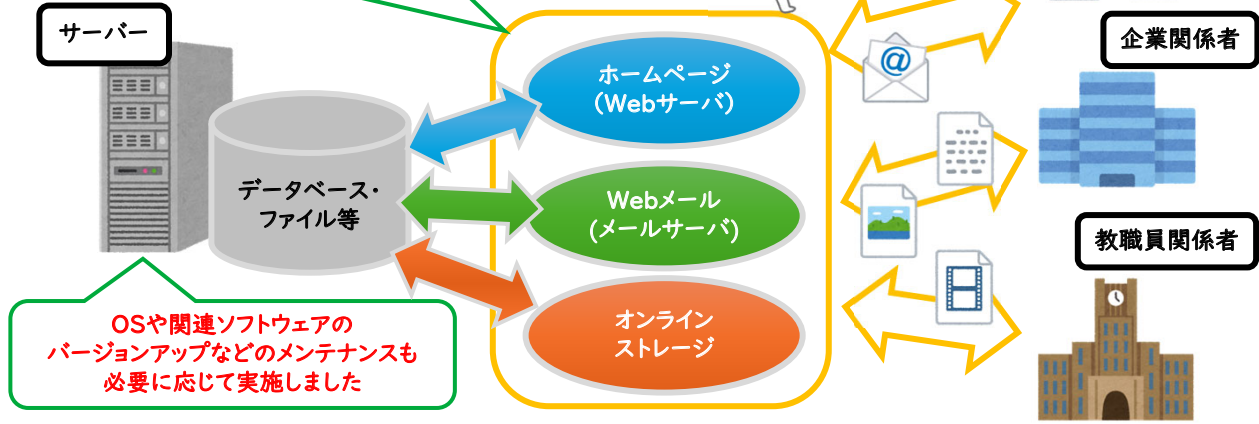 サーバー
ホームページ
(Webサーバ)
企業関係者
@
データベース・
ファイル等
Webメール
(メールサーバ)
教職員関係者
オンライン
ストレージ
OSや関連ソフトウェアの
バージョンアップなどのメンテナンスも
必要に応じて実施しました